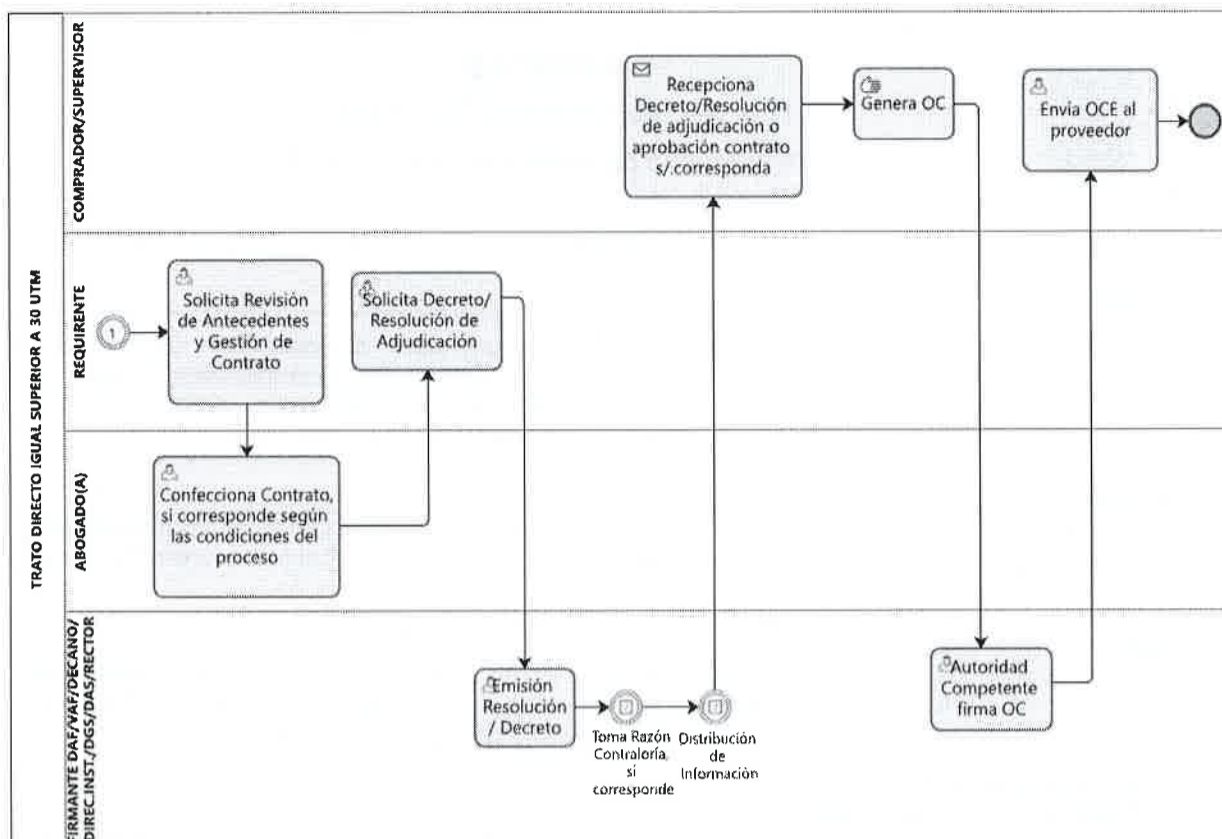 TRATO DIRECTO IGUAL SUPERIOR A 30 UTM
COMPRADOR/SUPERVISOR
Recepciona
Decreto/Resolución
de adjudicación o
aprobación contrato
s/.corresponda
Genera OC
Envía OCE al
proveedor
REQUIRENTE
1
Solicita Revisión
de Antecedentes
y Gestión de
Contrato
Solicita Decreto/
Resolución de
Adjudicación
ABOGADO(A)
Confecciona Contrato,
si corresponde según
las condiciones del
proceso
FIRMANTE DAF/VAF/DECANO/
DIREC.INST./DGS/DAS/RECTOR
Emisión
Resolución
/ Decreto
Toma Razón
Contraloría,
si
corresponde
Distribución
de
Información
Autoridad
Competente
firma OC